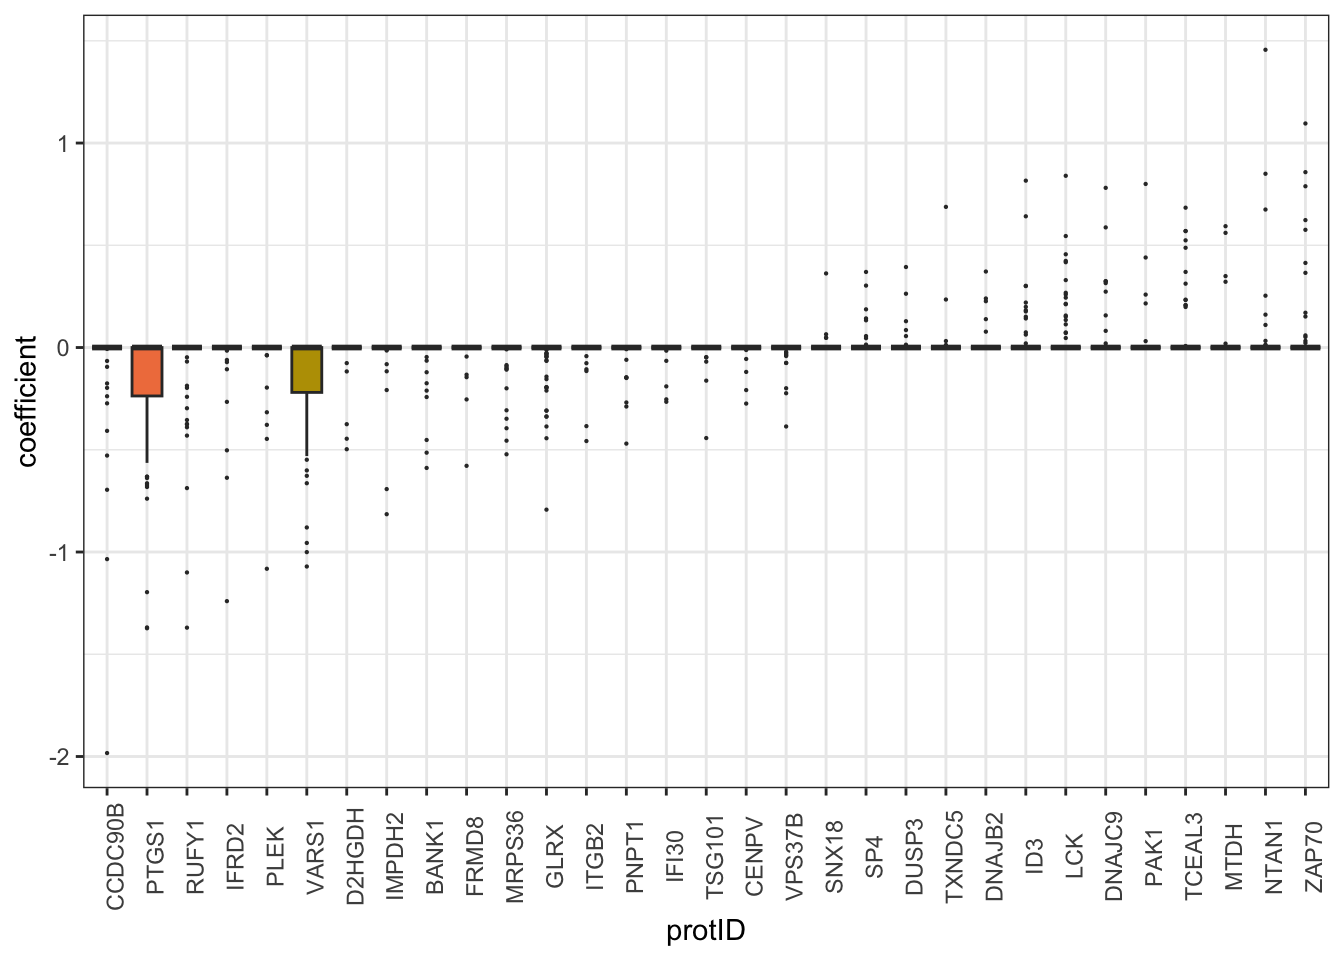 coefficient
1
0
-1
-2
CCDC90B
PTGS1
RUFY1
IFRD2
PLEK
VARS1
D2HGDH
IMPDH2
BANK1
FRMD8
MRPS36
GLRX
ITGB2
PNPT1
IFI30
TSG101
CENPV
VPS37B
SNX18
SP4
DUSP3
TXNDC5
DNAJB2
ID3
LCK
DNAJC9
PAK1
TCEAL3
MTDH
NTAN1
ZAP70
protID